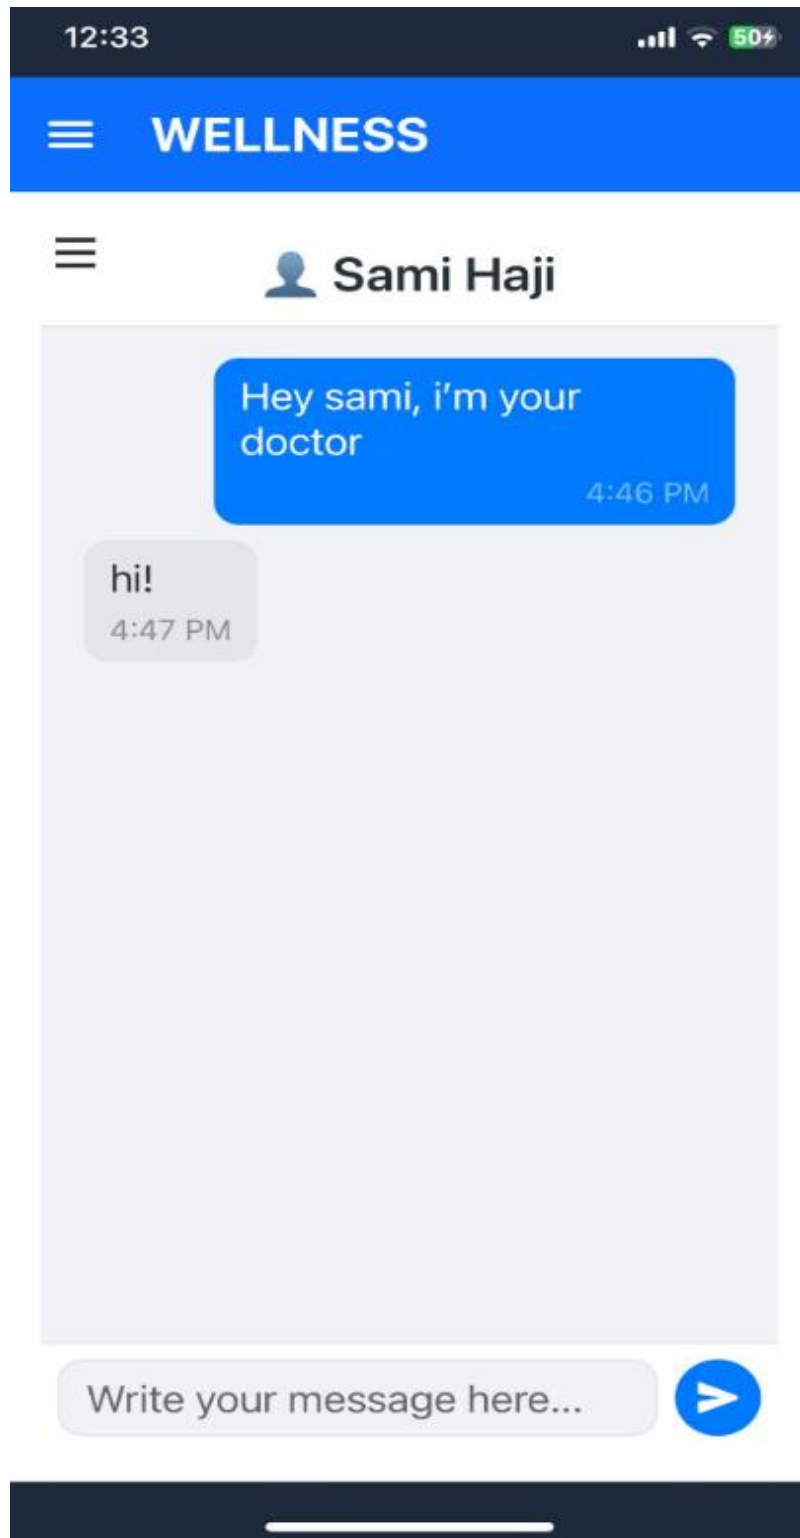 12:33
50
WELLNESS
Sami Haji
Hey sami, i'm your
doctor
4:46 PM
hi!
4:47 PM
Write your message here...